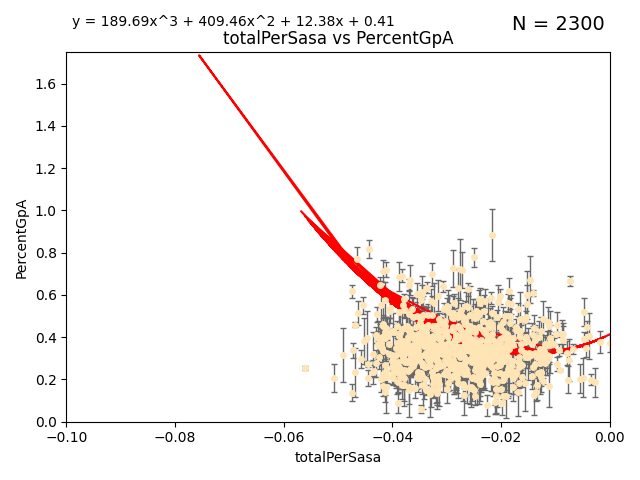 y = 189.69x^3 + 409.46x^2 + 12.38x + 0.41
N = 2300
totalPerSasa vs PercentGpA
PercentGpA
1.6
1.4
1.2
1.0
0.8
0.6
0.4
0.2
0.0
−0.10 −0.08 −0.06 −0.04 −0.02 0.00
totalPerSasa